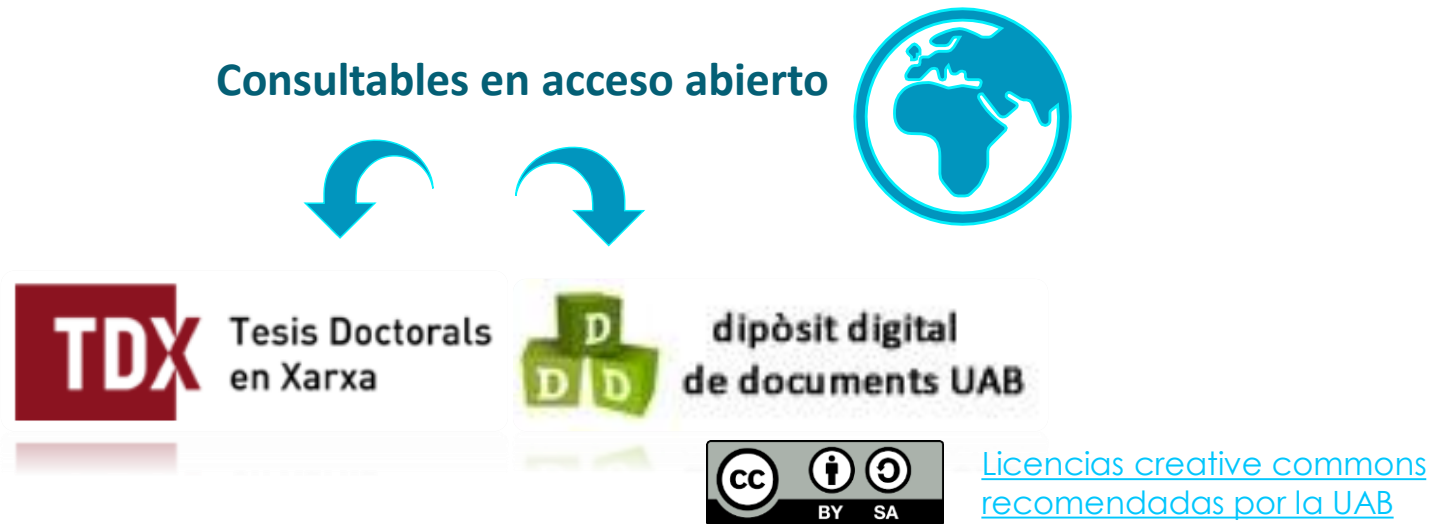 Consultables en acceso abierto
TDX
Tesis Doctorals
en Xarxa
D
D D
dipòsit digital
de documents UAB
cc
BY SA
Licencias creative commons
recomendadas por la UAB